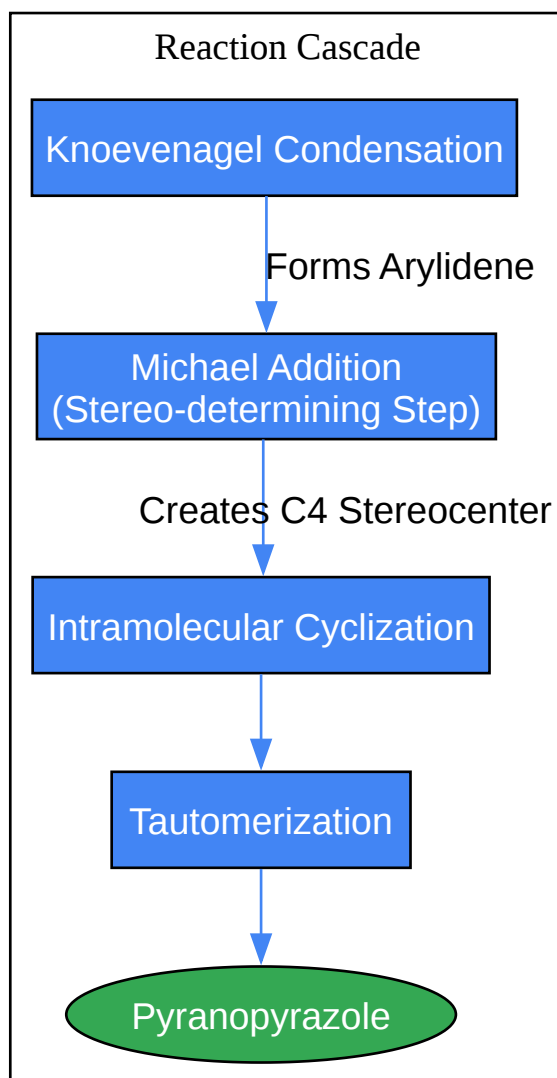 Reaction Cascade
Knoevenagel Condensation
Forms Arylidene
Michael Addition
(Stereo-determining Step)
Creates C4 Stereocenter
Intramolecular Cyclization
Tautomerization
Pyranopyrazole